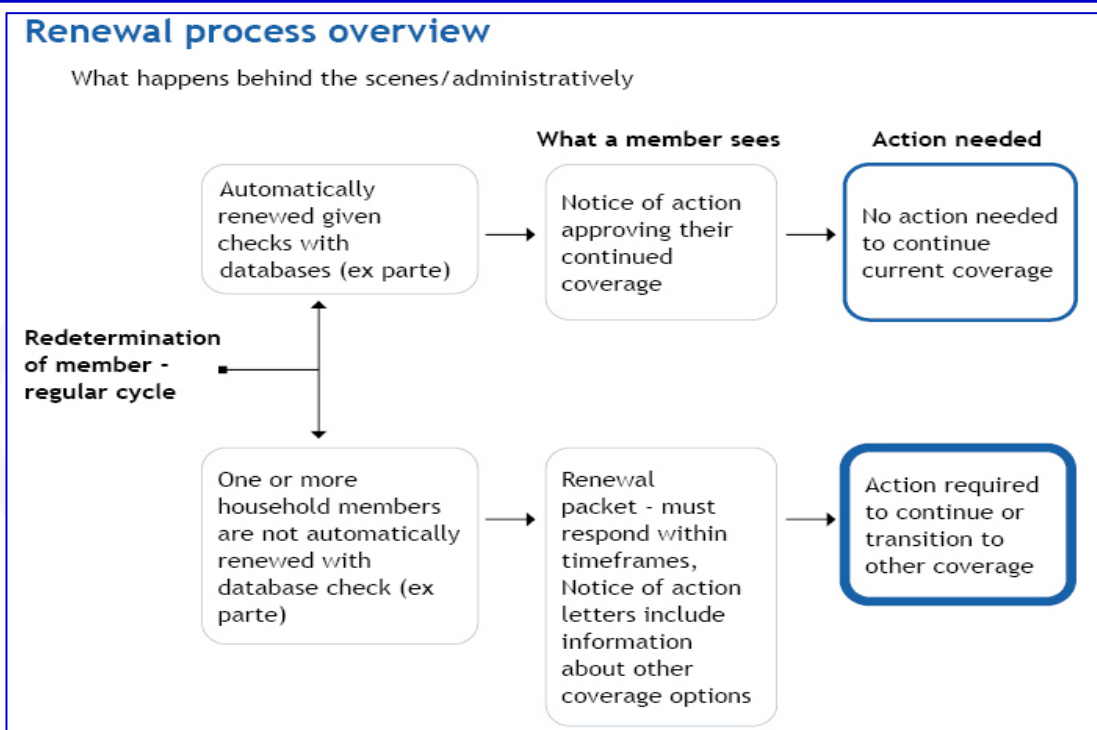 Renewal process overview
What happens behind the scenes/administratively
What a member sees
Action needed
Automatically
renewed given
checks with
databases (ex parte)
Notice of action
approving their
continued
coverage
No action needed
to continue
current coverage
Redetermination
of member -
regular cycle
One or more
household members
are not automatically
renewed with
database check (ex
parte)
Renewal
packet - must
respond within
timeframes,
Notice of action
letters include
information
about other
coverage options
Action required
to continue or
transition to
other coverage